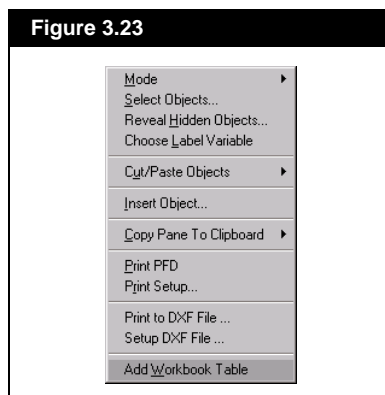 Figure 3.23
Mode
Select Objects...
Reveal Hidden Objects...
Choose Label Variable
Cut/Paste Objects
Insert Object...
Copy Pane To Clipboard
Print PFD
Print Setup...
Print to DXF File ...
Setup DXF File ...
Add Workbook Table